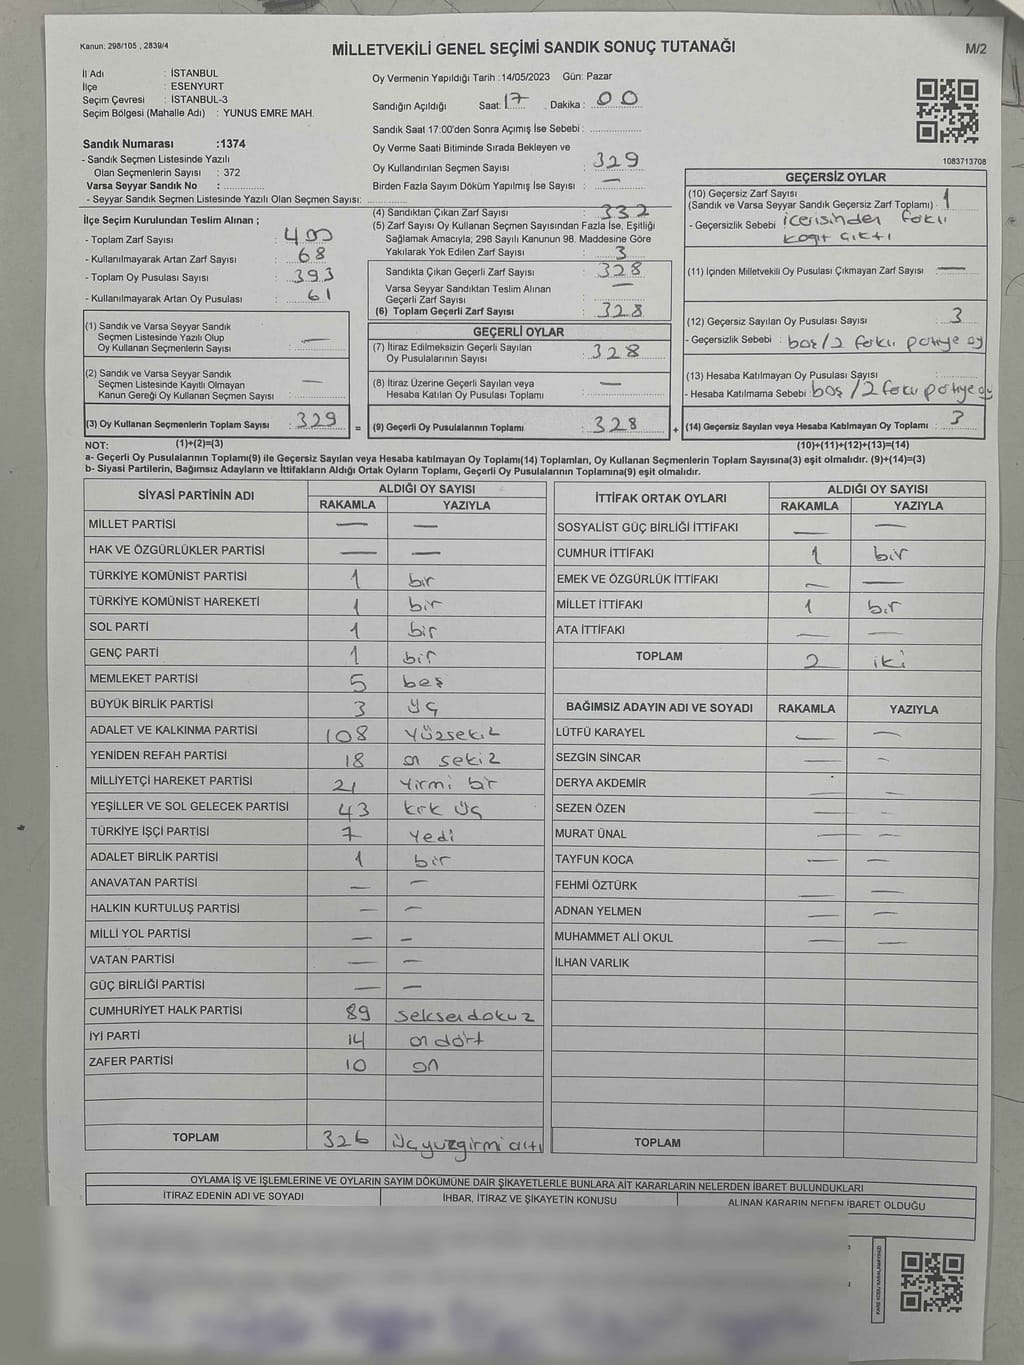 Kanun: 298/105 , 2839/4
MİLLETVEKİLİ GENEL SEÇİMİ SANDIK SONUÇ TUTANAĞI
M/2
İl Adı : İSTANBUL
İlçe : ESENYURT
Seçim Çevresi : İSTANBUL-3
Seçim Bölgesi (Mahalle Adı) : YUNUS EMRE MAH.
Sandık Numarası :1374
- Sandık Seçmen Listesinde Yazılı
Olan Seçmenlerin Sayısı : 372
Varsa Seyyar Sandık No :
- Seyyar Sandık Seçmen Listesinde Yazılı Olan Seçmen Sayısı:
Oy Vermenin Yapıldığı Tarih :14/05/2023 Gün: Pazar
Sandığın Açıldığı Saat: 17 Dakika : 00
Sandık Saat 17:00'den Sonra Açımış İse Sebebi :
Oy Verme Saati Bitiminde Sırada Bekleyen ve
Oy Kullandırılan Seçmen Sayısı : 329
Birden Fazla Sayım Döküm Yapılmış İse Sayısı : —
1083713708
İlçe Seçim Kurulundan Teslim Alınan ;
- Toplam Zarf Sayısı : 400
- Kullanılmayarak Artan Zarf Sayısı : 68
- Toplam Oy Pusulası Sayısı : 393
- Kullanılmayarak Artan Oy Pusulası : 61
(4) Sandıktan Çıkan Zarf Sayısı : 332
(5) Zarf Sayısı Oy Kullanan Seçmen Sayısından Fazla İse, Eşitliği
Sağlamak Amacıyla; 298 Sayılı Kanunun 98. Maddesine Göre
Yakılarak Yok Edilen Zarf Sayısı : 3
Sandıkta Çıkan Geçerli Zarf Sayısı : 328
Varsa Seyyar Sandıktan Teslim Alınan
Geçerli Zarf Sayısı : —
(6) Toplam Geçerli Zarf Sayısı : 328
GEÇERSİZ OYLAR
(10) Geçersiz Zarf Sayısı
(Sandık ve Varsa Seyyar Sandık Geçersiz Zarf Toplamı) : 1
- Geçersizlik Sebebi : içerisinden farklı
kağıt çıktı
(11) İçinden Milletvekili Oy Pusulası Çıkmayan Zarf Sayısı —
(12) Geçersiz Sayılan Oy Pusulası Sayısı : 3
- Geçersizlik Sebebi : boş/2 farklı partiye oy
(13) Hesaba Katılmayan Oy Pusulası Sayısı :
- Hesaba Katılmama Sebebi : boş /2 farklı partiye oy
(14) Geçersiz Sayılan veya Hesaba Katılmayan Oy Toplamı : 3
(1) Sandık ve Varsa Seyyar Sandık
Seçmen Listesinde Yazılı Olup
Oy Kullanan Seçmenlerin Sayısı : —
(2) Sandık ve Varsa Seyyar Sandık
Seçmen Listesinde Kayıtlı Olmayan
Kanun Gereği Oy Kullanan Seçmen Sayısı : —
(3) Oy Kullanan Seçmenlerin Toplam Sayısı : 329 =
GEÇERLİ OYLAR
(7) İtiraz Edilmeksizin Geçerli Sayılan
Oy Pusulalarının Sayısı : 328
(8) İtiraz Üzerine Geçerli Sayılan veya
Hesaba Katılan Oy Pusulası Toplamı : —
(9) Geçerli Oy Pusulalarının Toplamı : 328 +
NOT: (1)+(2)=(3) (10)+(11)+(12)+(13)=(14)
a- Geçerli Oy Pusulalarının Toplamı(9) ile Geçersiz Sayılan veya Hesaba katılmayan Oy Toplamı(14) Toplamları, Oy Kullanan Seçmenlerin Toplam Sayısına(3) eşit olmalıdır. (9)+(14)=(3)
b- Siyasi Partilerin, Bağımsız Adayların ve İttifakların Aldığı Ortak Oyların Toplamı, Geçerli Oy Pusulalarının Toplamına(9) eşit olmalıdır.
SİYASİ PARTİNİN ADI ALDIĞI OY SAYISI
RAKAMLA YAZIYLA
MİLLET PARTİSİ — —
HAK VE ÖZGÜRLÜKLER PARTİSİ — —
TÜRKİYE KOMÜNİST PARTİSİ 1 bir
TÜRKİYE KOMÜNİST HAREKETİ 1 bir
SOL PARTİ 1 bir
GENÇ PARTİ 1 bir
MEMLEKET PARTİSİ 5 beş
BÜYÜK BİRLİK PARTİSİ 3 üç
ADALET VE KALKINMA PARTİSİ 108 yüzsekiz
YENİDEN REFAH PARTİSİ 18 on sekiz
MİLLİYETÇİ HAREKET PARTİSİ 21 yirmi bir
YEŞİLLER VE SOL GELECEK PARTİSİ 43 kırk üç
TÜRKİYE İŞÇİ PARTİSİ 7 yedi
ADALET BİRLİK PARTİSİ 1 bir
ANAVATAN PARTİSİ — —
HALKIN KURTULUŞ PARTİSİ — —
MİLLİ YOL PARTİSİ — —
VATAN PARTİSİ — —
GÜÇ BİRLİĞİ PARTİSİ — —
CUMHURİYET HALK PARTİSİ 89 seksendokuz
İYİ PARTİ 14 on dört
ZAFER PARTİSİ 10 on
TOPLAM 326 üçyuzyirmi altı
İTTİFAK ORTAK OYLARI ALDIĞI OY SAYISI
RAKAMLA YAZIYLA
SOSYALİST GÜÇ BİRLİĞİ İTTİFAKI — —
CUMHUR İTTİFAKI 1 bir
EMEK VE ÖZGÜRLÜK İTTİFAKI — —
MİLLET İTTİFAKI 1 bir
ATA İTTİFAKI — —
TOPLAM 2 iki
BAĞIMSIZ ADAYIN ADI VE SOYADI RAKAMLA YAZIYLA
LÜTFÜ KARAYEL — —
SEZGİN SİNCAR — —
DERYA AKDEMİR — —
SEZEN ÖZEN — —
MURAT ÜNAL — —
TAYFUN KOCA — —
FEHMİ ÖZTÜRK — —
ADNAN YELMEN — —
MUHAMMET ALİ OKUL — —
İLHAN VARLIK
TOPLAM
OYLAMA İŞ VE İŞLEMLERİNE VE OYLARIN SAYIM DÖKÜMÜNE DAİR ŞİKAYETLERLE BUNLARA AİT KARARLARIN NELERDEN İBARET BULUNDUKLARI
İTİRAZ EDENİN ADI VE SOYADI İHBAR, İTİRAZ VE ŞİKAYETİN KONUSU ALINAN KARARIN NEDEN İBARET OLDUĞU